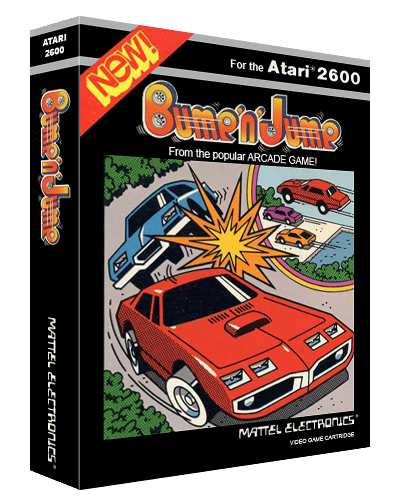 ATARI
2600
Bump 'n' Jump
MATTEL ELECTRONICS®
New!
For the Atari® 2600
Bump 'n' Jump
From the popular ARCADE GAME!
MATTEL ELECTRONICS®
VIDEO GAME CARTRIDGE